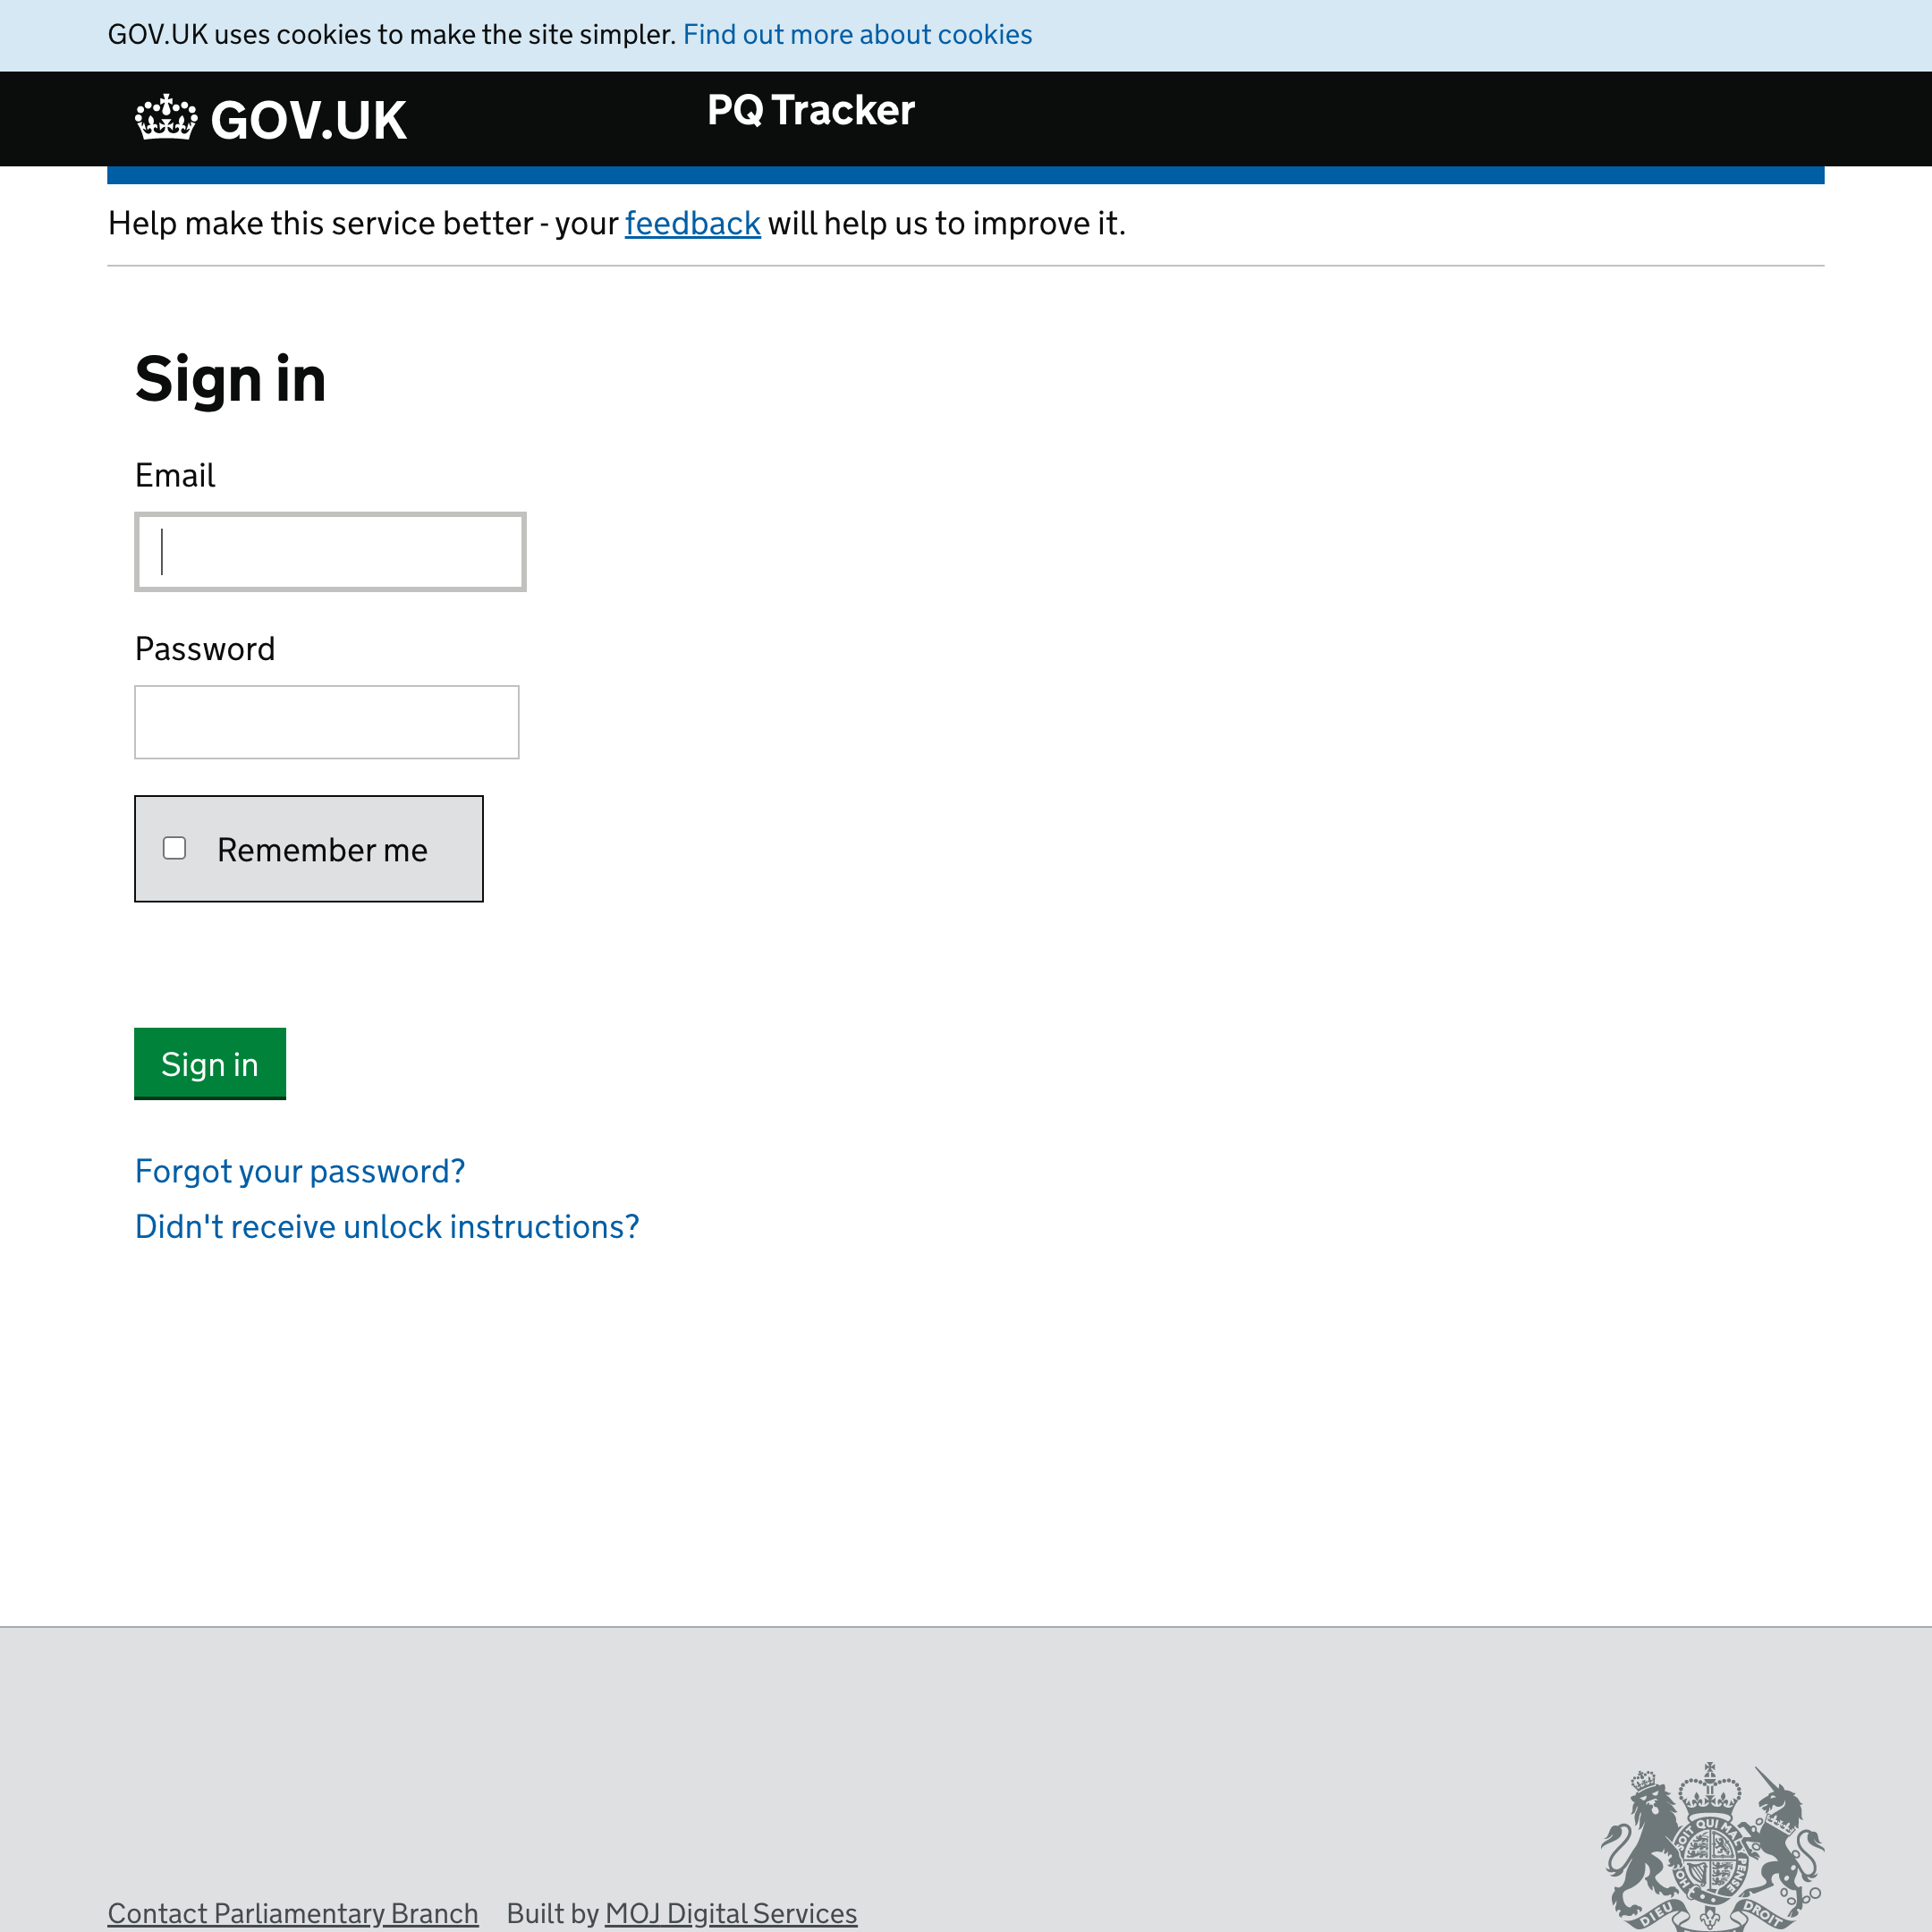 GOV.UK uses cookies to make the site simpler. Find out more about cookies
GOV.UK
PQ Tracker
Help make this service better - your feedback will help us to improve it.
Sign in
Email
Password
Remember me
Sign in
Forgot your password?
Didn't receive unlock instructions?
Contact Parliamentary Branch
Built by MOJ Digital Services
DIEU
DROIT